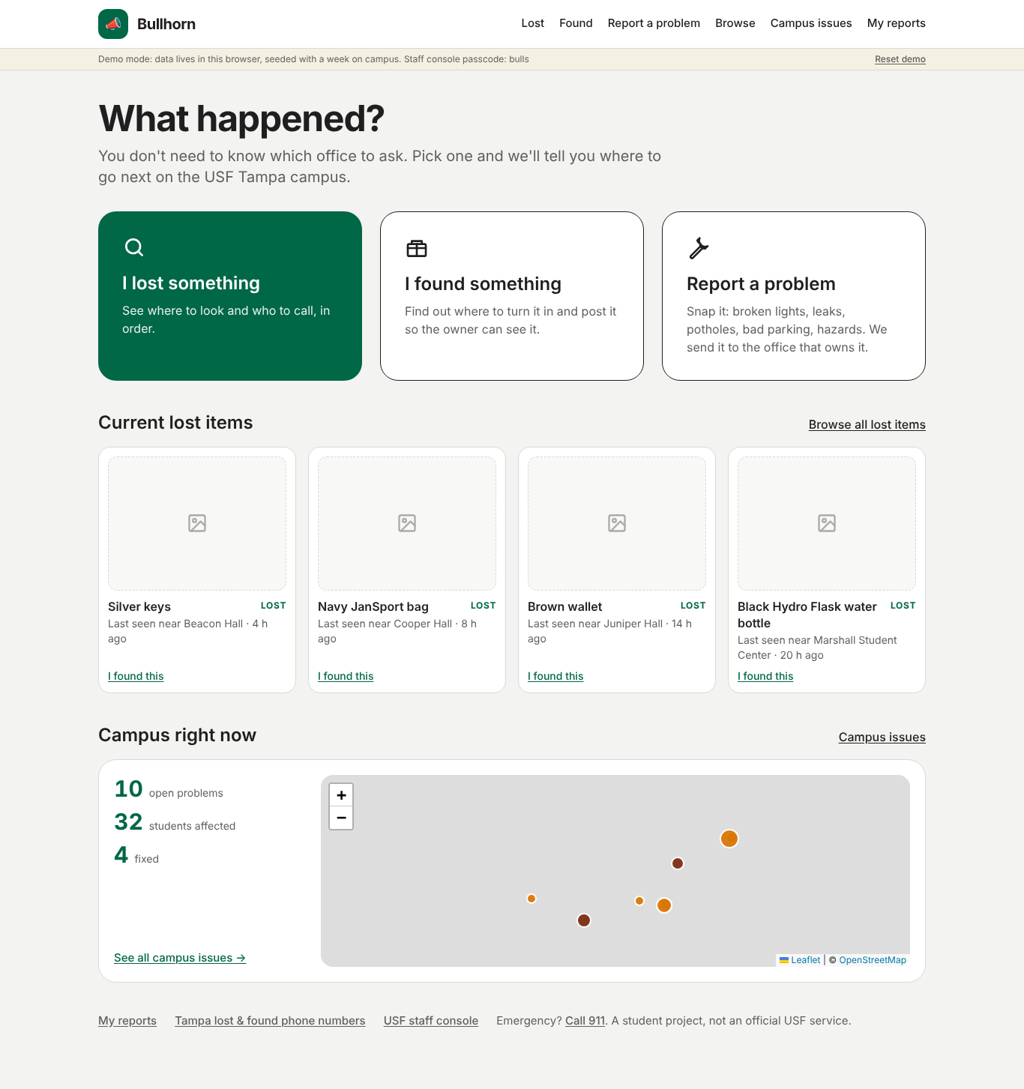 Bullhorn
Lost Found Report a problem Browse Campus issues My reports
Demo mode: data lives in this browser, seeded with a week on campus. Staff console passcode: bulls
Reset demo
What happened?
You don't need to know which office to ask. Pick one and we'll tell you where to
go next on the USF Tampa campus.
I lost something
See where to look and who to call, in
order.
I found something
Find out where to turn it in and post it
so the owner can see it.
Report a problem
Snap it: broken lights, leaks,
potholes, bad parking, hazards. We
send it to the office that owns it.
Current lost items
Browse all lost items
Silver keys
LOST
Last seen near Beacon Hall · 4 h
ago
I found this
Navy JanSport bag
LOST
Last seen near Cooper Hall · 8 h
ago
I found this
Brown wallet
LOST
Last seen near Juniper Hall · 14 h
ago
I found this
Black Hydro Flask water
bottle
LOST
Last seen near Marshall Student
Center · 20 h ago
I found this
Campus right now
Campus issues
10 open problems
32 students affected
4 fixed
See all campus issues →
+
−
Leaflet | © OpenStreetMap
My reports Tampa lost & found phone numbers USF staff console Emergency? Call 911. A student project, not an official USF service.